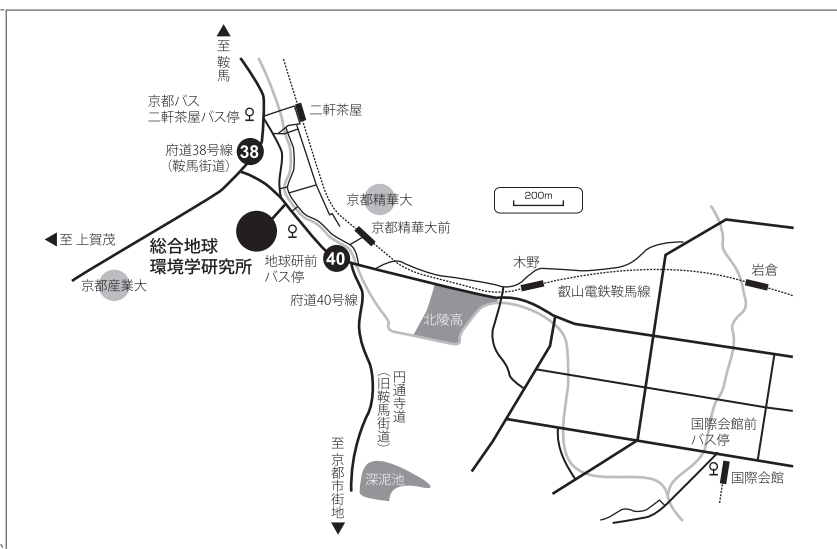 至 鞍馬
京都バス
二軒茶屋バス停
二軒茶屋
府道38号線
(鞍馬街道)
38
京都精華大
200m
京都精華大前
至 上賀茂
総合地球
環境学研究所
地球研前
バス停
40
木野
岩倉
京都産業大
府道40号線
叡山電鉄鞍馬線
北陵高
円通寺道
(旧鞍馬街道)
国際会館前
バス停
至 京都市街地
深泥池
国際会館